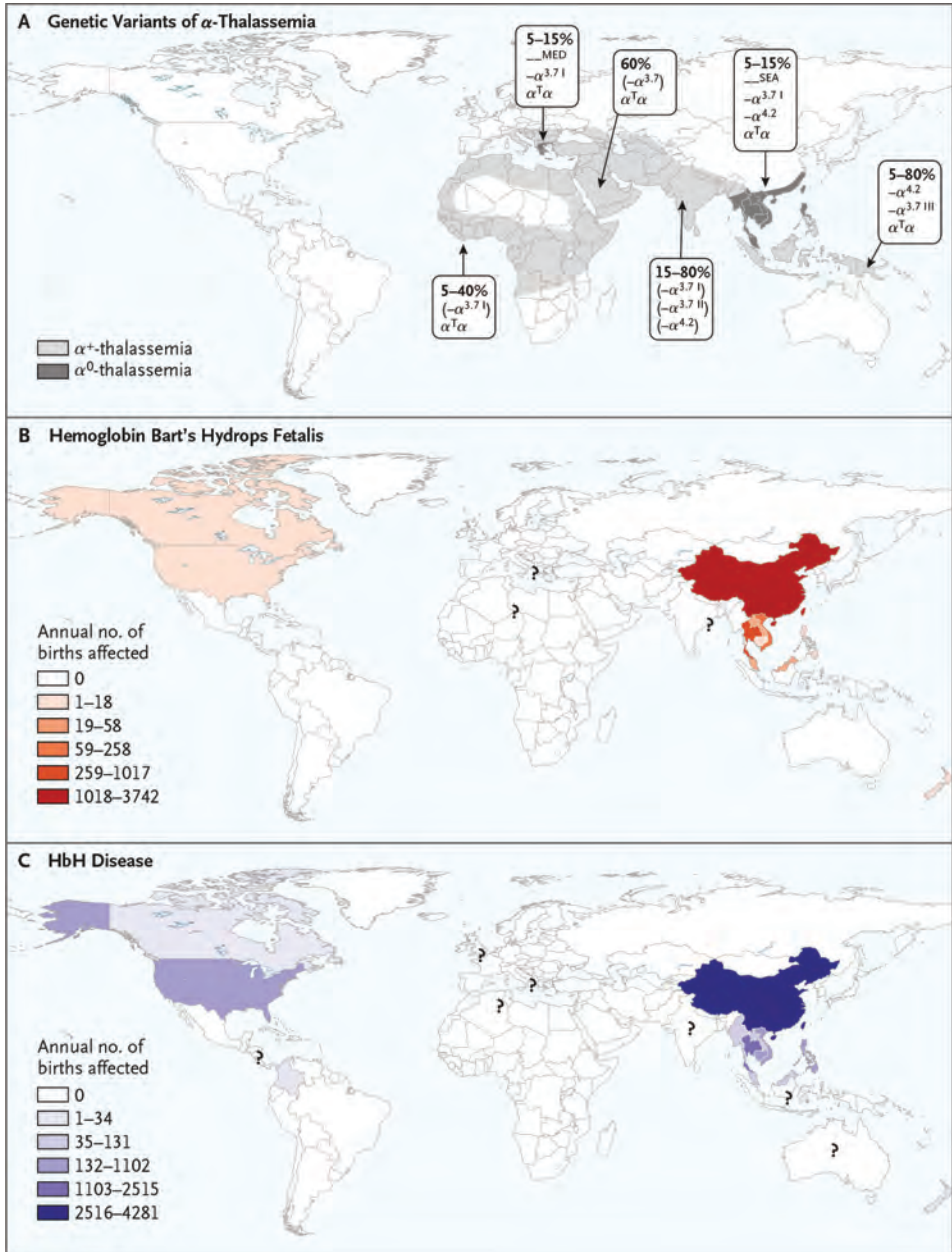 A Genetic Variants of α-Thalassemia
5–15%
__MED
-α3.7 I
αTα
60%
(-α3.7)
αTα
5–15%
__SEA
-α3.7 I
-α4.2
αTα
5–80%
-α4.2
-α3.7 III
αTα
5–40%
(-α3.7 I)
αTα
15–80%
(-α3.7 I)
(-α3.7 II)
(-α4.2)
α+-thalassemia
α0-thalassemia
B Hemoglobin Bart's Hydrops Fetalis
?
?
?
Annual no. of
births affected
0
1–18
19–58
59–258
259–1017
1018–3742
C HbH Disease
?
?
?
?
?
?
?
Annual no. of
births affected
0
1–34
35–131
132–1102
1103–2515
2516–4281